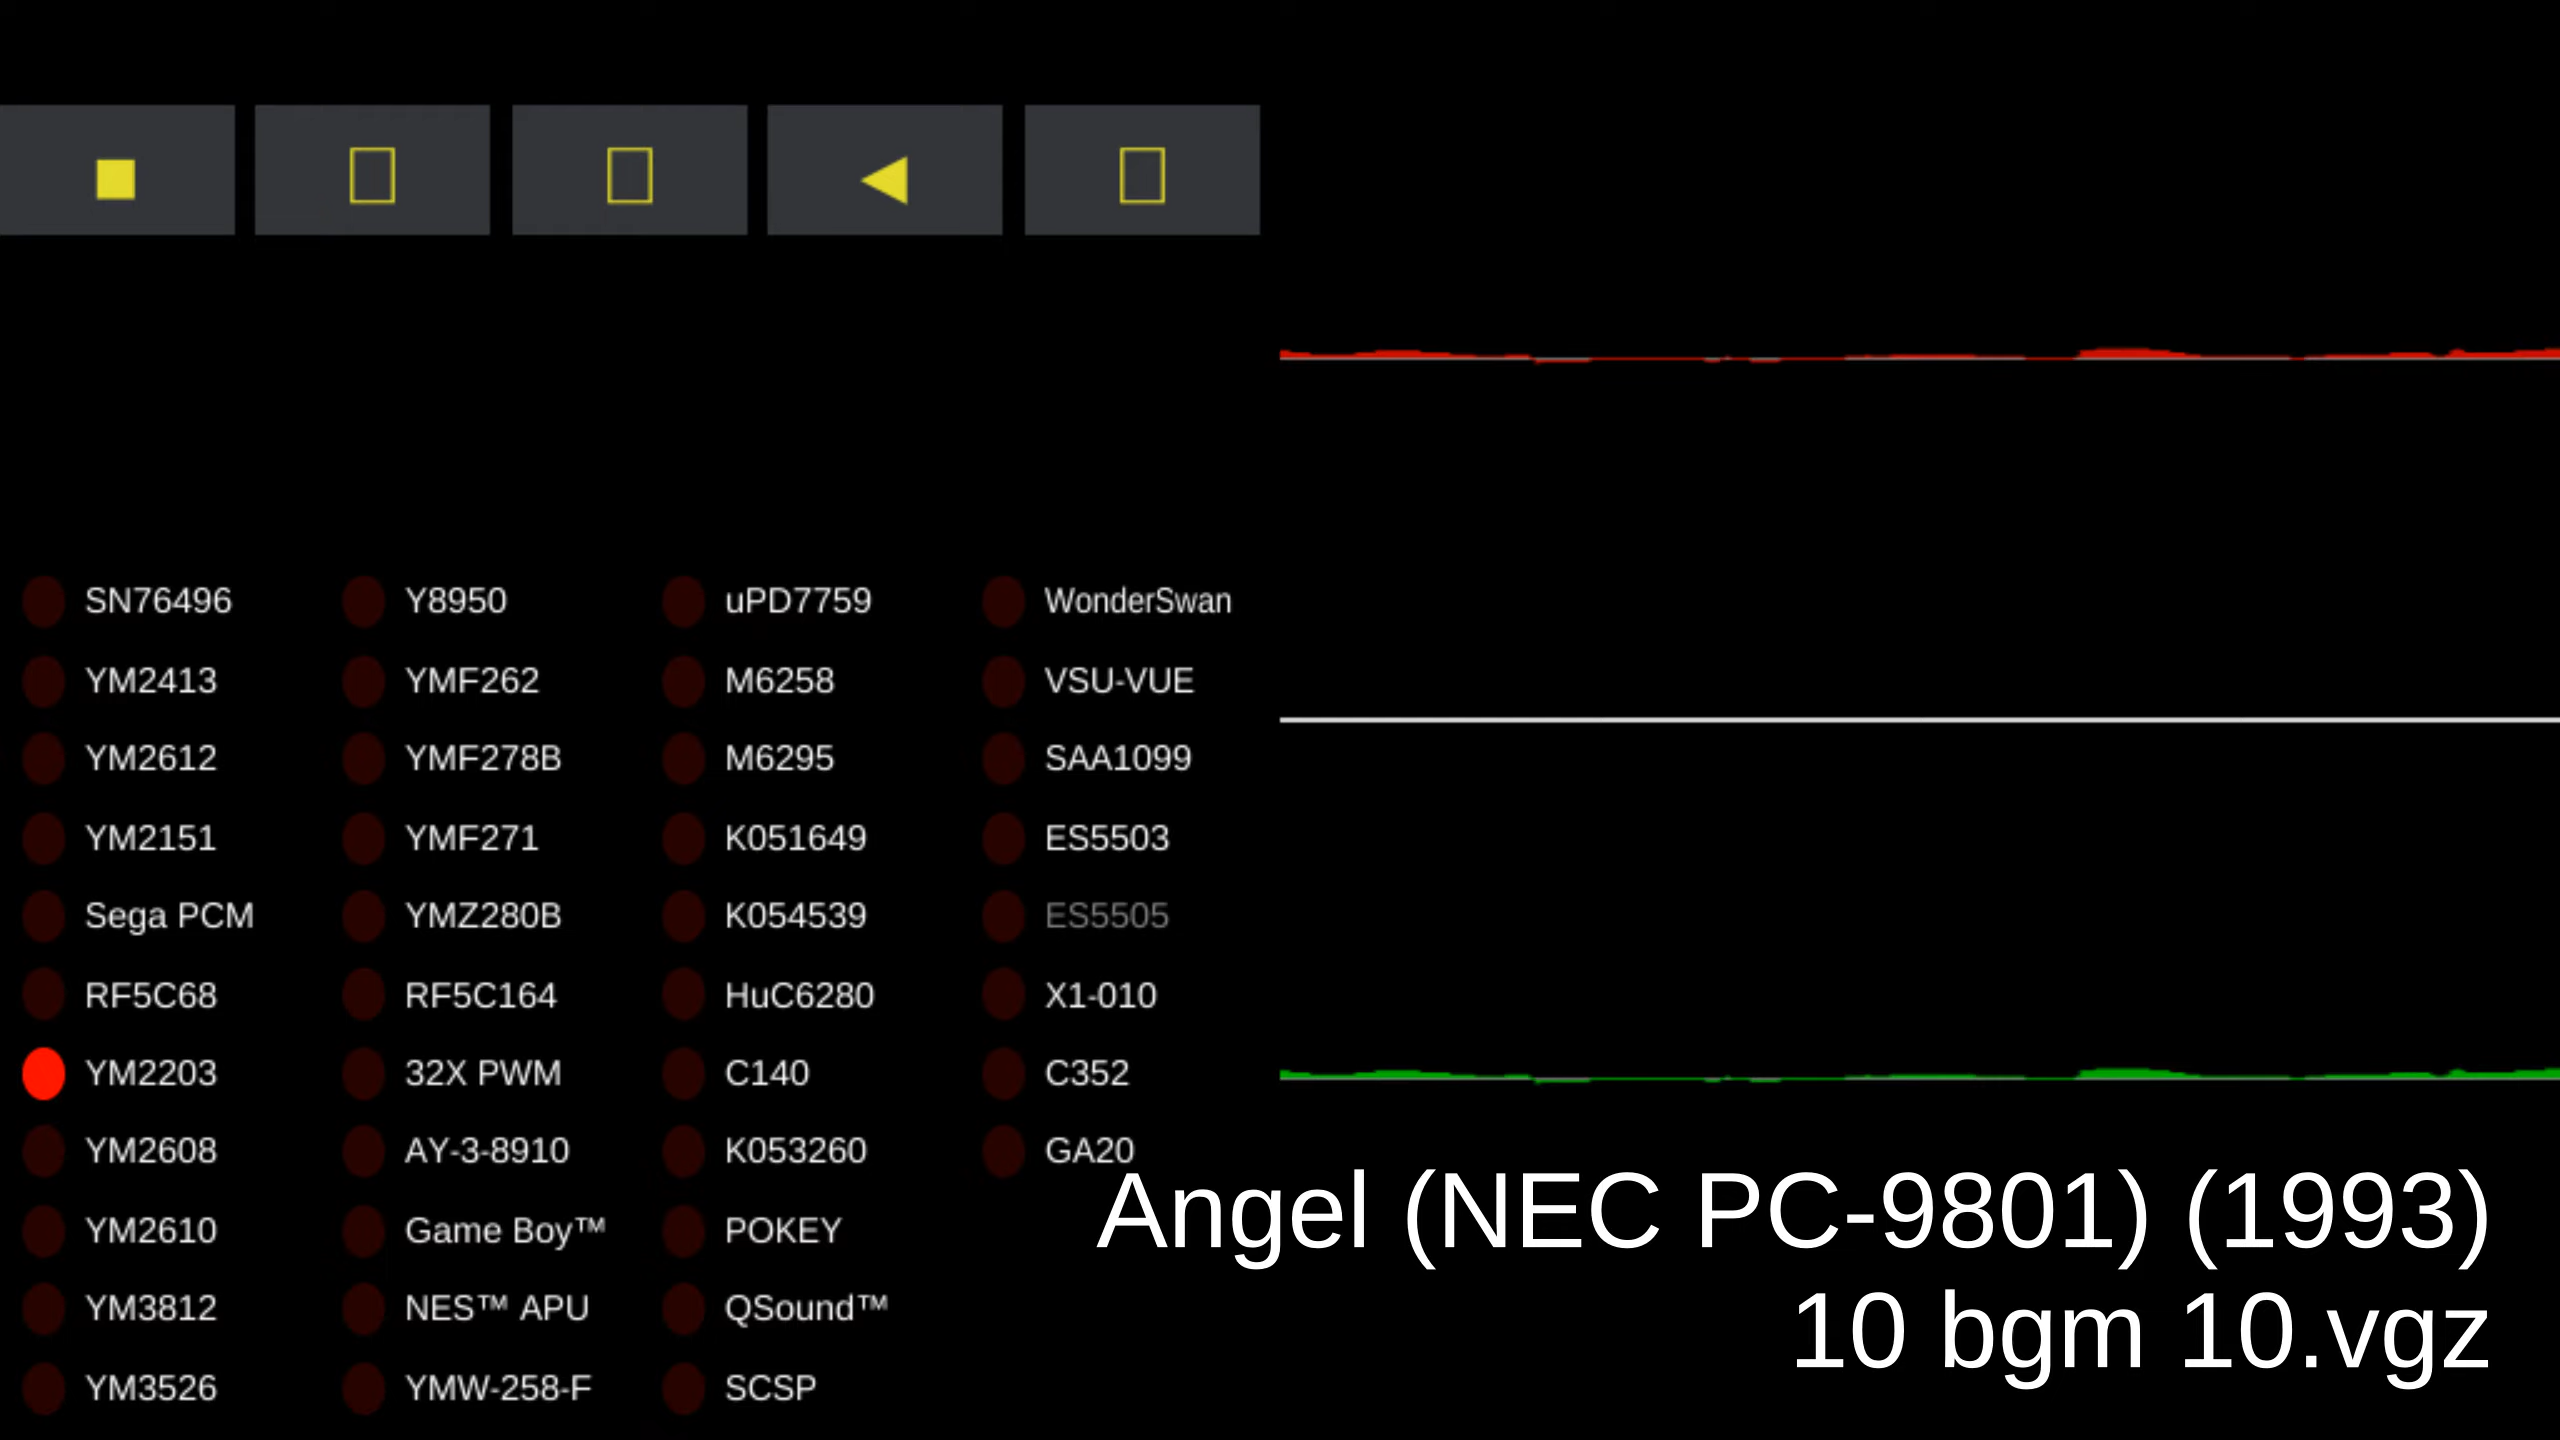 SN76496 Y8950 uPD7759 WonderSwan
YM2413 YMF262 M6258 VSU-VUE
YM2612 YMF278B M6295 SAA1099
YM2151 YMF271 K051649 ES5503
Sega PCM YMZ280B K054539 ES5505
RF5C68 RF5C164 HuC6280 X1-010
YM2203 32X PWM C140 C352
YM2608 AY-3-8910 K053260 GA20
YM2610 Game Boy™ POKEY
YM3812 NES™ APU QSound™
YM3526 YMW-258-F SCSP
Angel (NEC PC-9801) (1993)
10 bgm 10.vgz